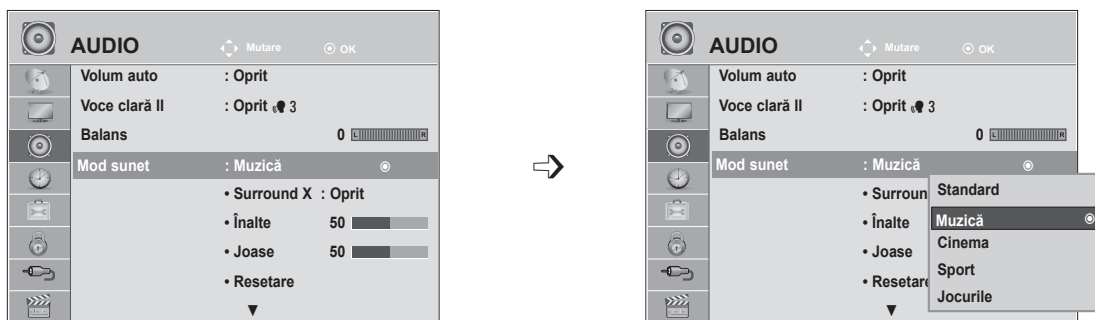 AUDIO
Mutare
OK
Volum auto : Oprit
Voce clară II : Oprit 3
Balans 0 L R
Mod sunet : Muzică
• Surround X : Oprit
• Înalte 50
• Joase 50
• Resetare
▼
AUDIO
Mutare
OK
Volum auto : Oprit
Voce clară II : Oprit 3
Balans 0 L R
Mod sunet : Muzică
• Surroun
• Înalte
• Joase
• Resetare
▼
Standard
Muzică
Cinema
Sport
Jocurile